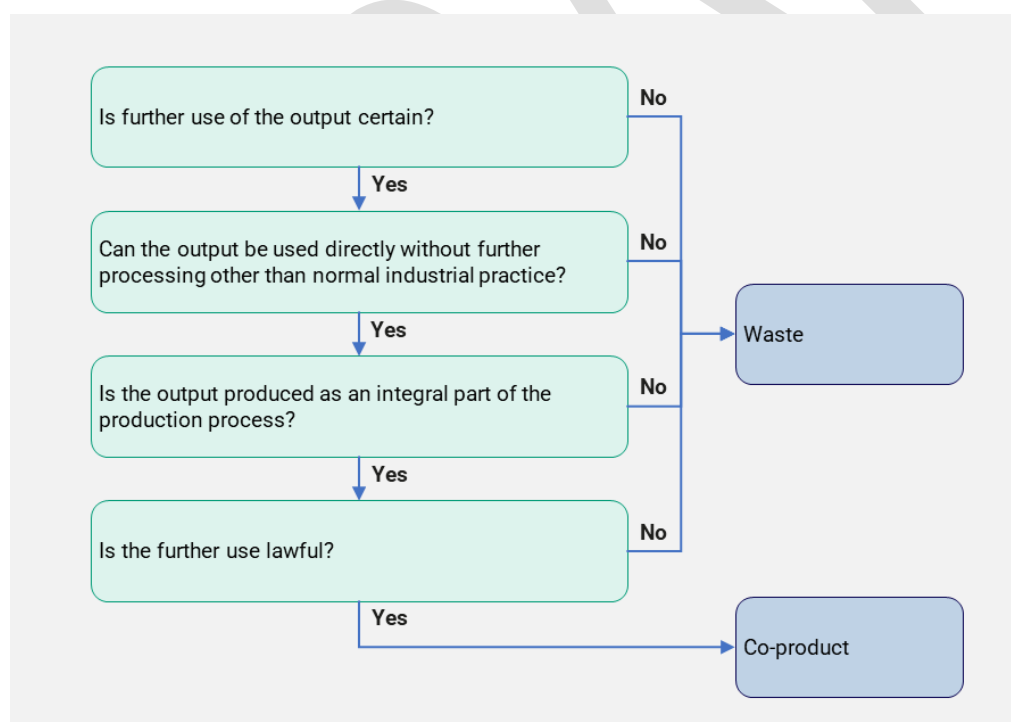 Is further use of the output certain?
No
Yes
Can the output be used directly without further
processing other than normal industrial practice?
No
Yes
Waste
Is the output produced as an integral part of the
production process?
No
Yes
Is the further use lawful?
No
Yes
Co-product